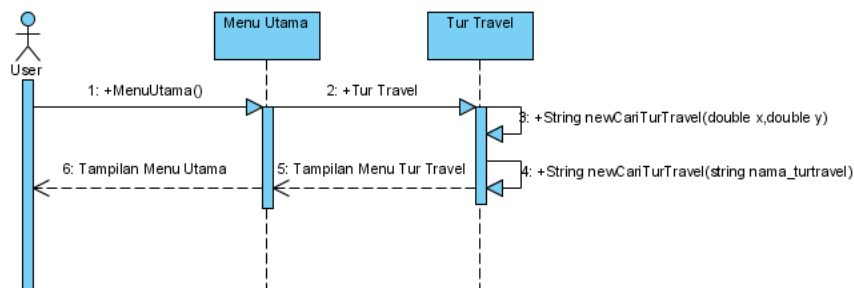 Menu Utama
Tur Travel
User
1: +MenuUtama()
2: +Tur Travel
3: +String newCariTurTravel(double x,double y)
6: Tampilan Menu Utama
5: Tampilan Menu Tur Travel
4: +String newCariTurTravel(string nama_turtravel)